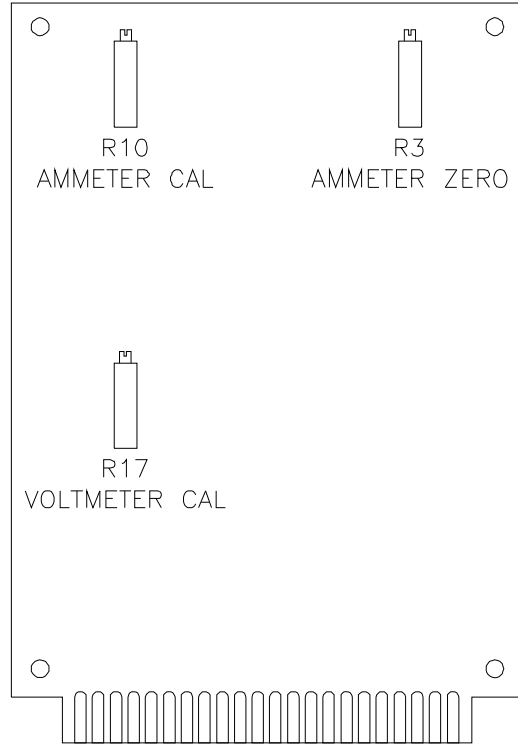 R10
AMMETER CAL
R3
AMMETER ZERO
R17
VOLTMETER CAL